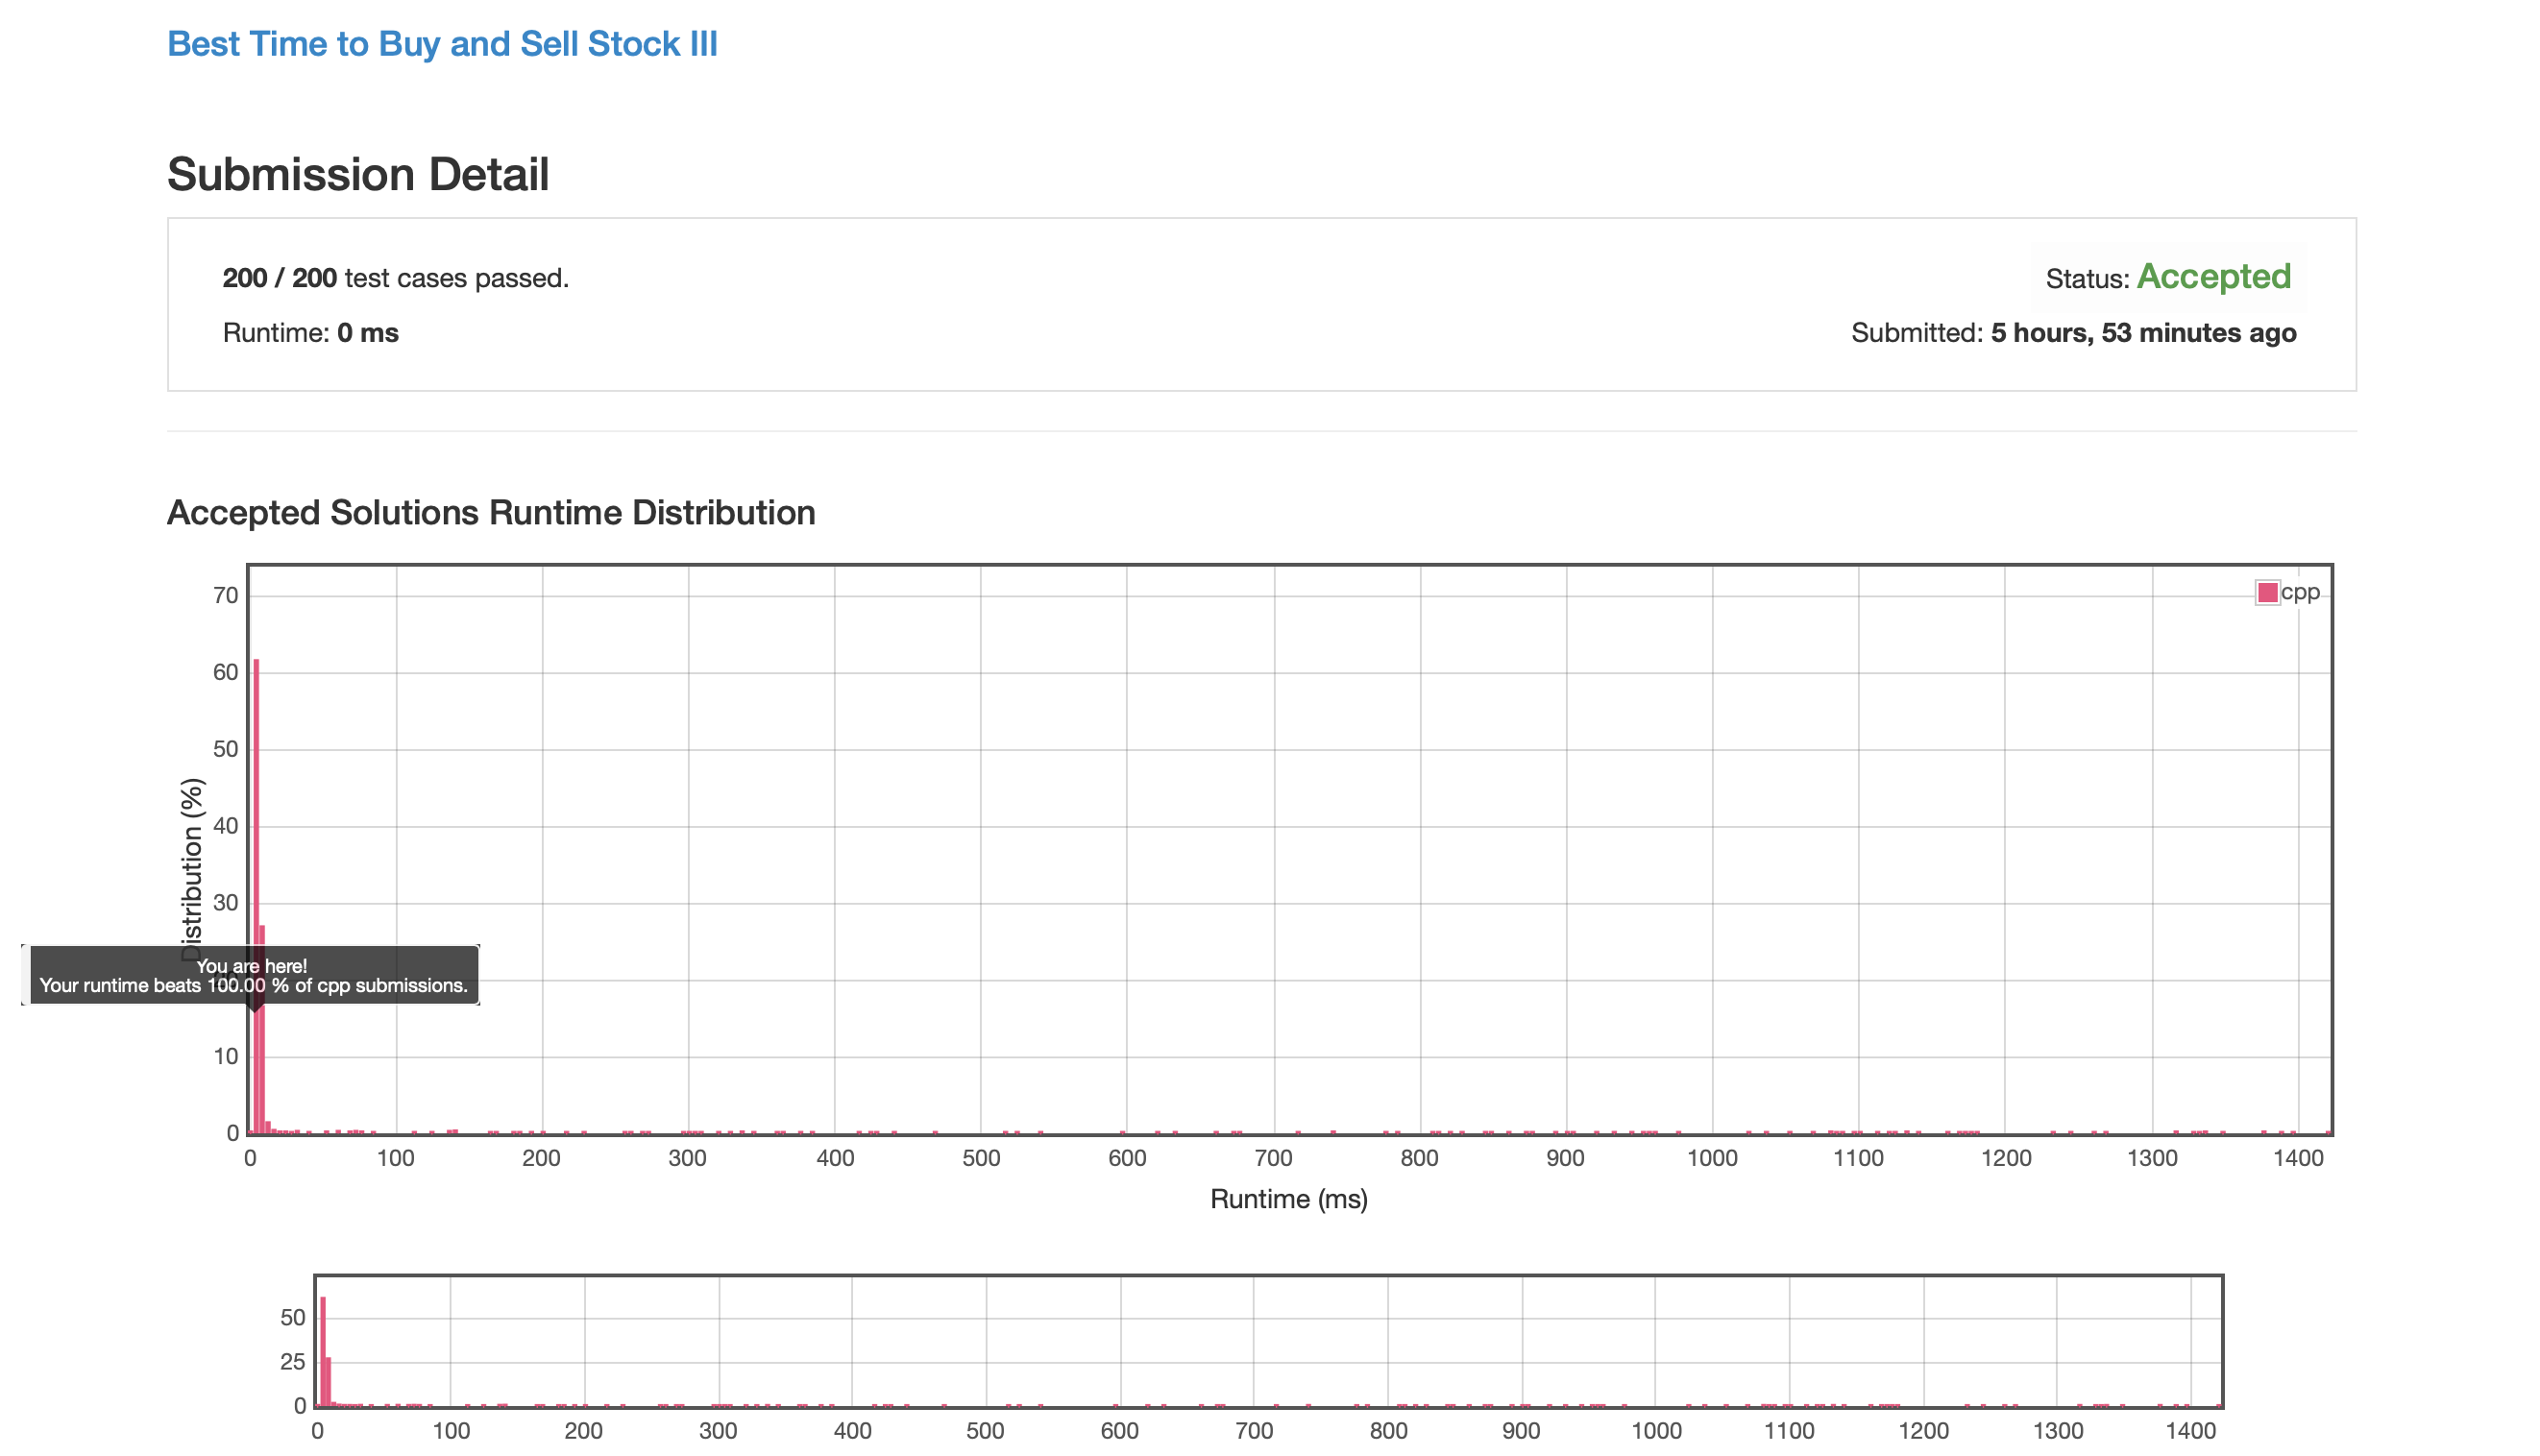 Best Time to Buy and Sell Stock III
Submission Detail
200 / 200 test cases passed.
Status: Accepted
Runtime: 0 ms
Submitted: 5 hours, 53 minutes ago
Accepted Solutions Runtime Distribution
cpp
70
60
50
40
30
10
0
Distribution (%)
You are here!
Your runtime beats 100.00 % of cpp submissions.
0 100 200 300 400 500 600 700 800 900 1000 1100 1200 1300 1400
Runtime (ms)
50
25
0
0 100 200 300 400 500 600 700 800 900 1000 1100 1200 1300 1400